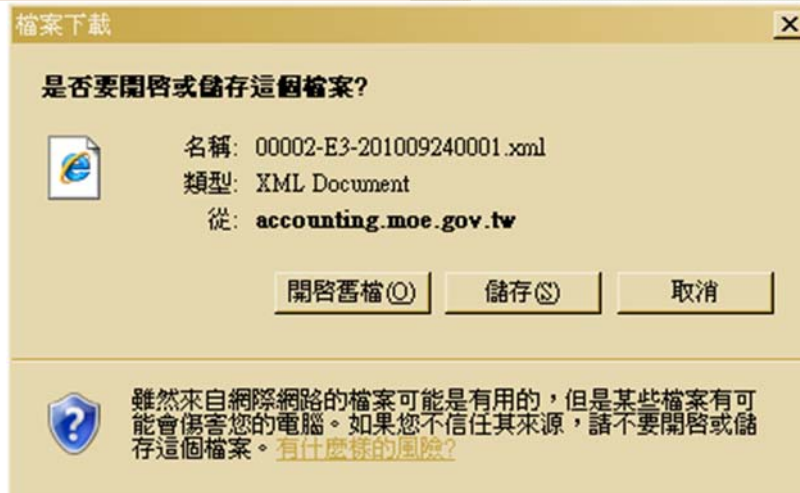 檔案下載
是否要開啓或儲存這個檔案?
名稱: 00002-E3-201009240001.xml
類型: XML Document
從: accounting.moe.gov.tw
開啓舊檔(O) 儲存(S) 取消
雖然來自網際網路的檔案可能是有用的，但是某些檔案有可
能會傷害您的電腦。如果您不信任其來源，請不要開啓或儲
存這個檔案。有什麼樣的風險?